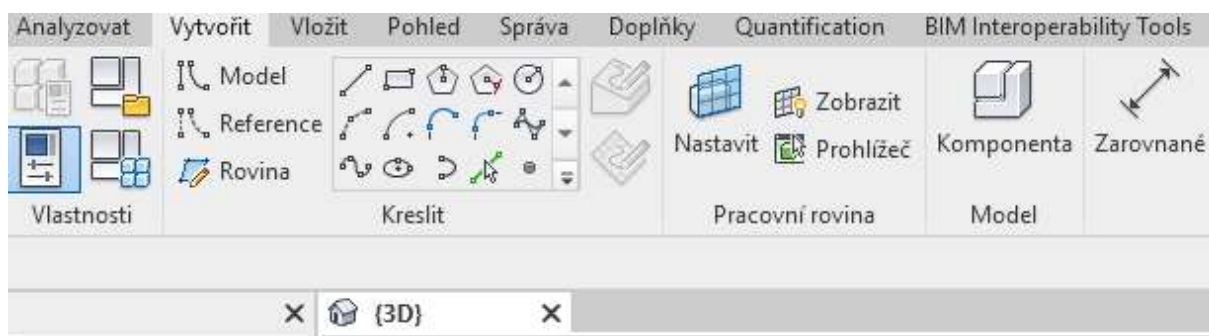 Analyzovat Vytvořit Vložit Pohled Správa Doplňky Quantification BIM Interoperability Tools
Model
Reference
Rovina
Nastavit
Zobrazit
Prohlížeč
Komponenta
Zarovnané
Vlastnosti
Kreslit
Pracovní rovina
Model
{3D}